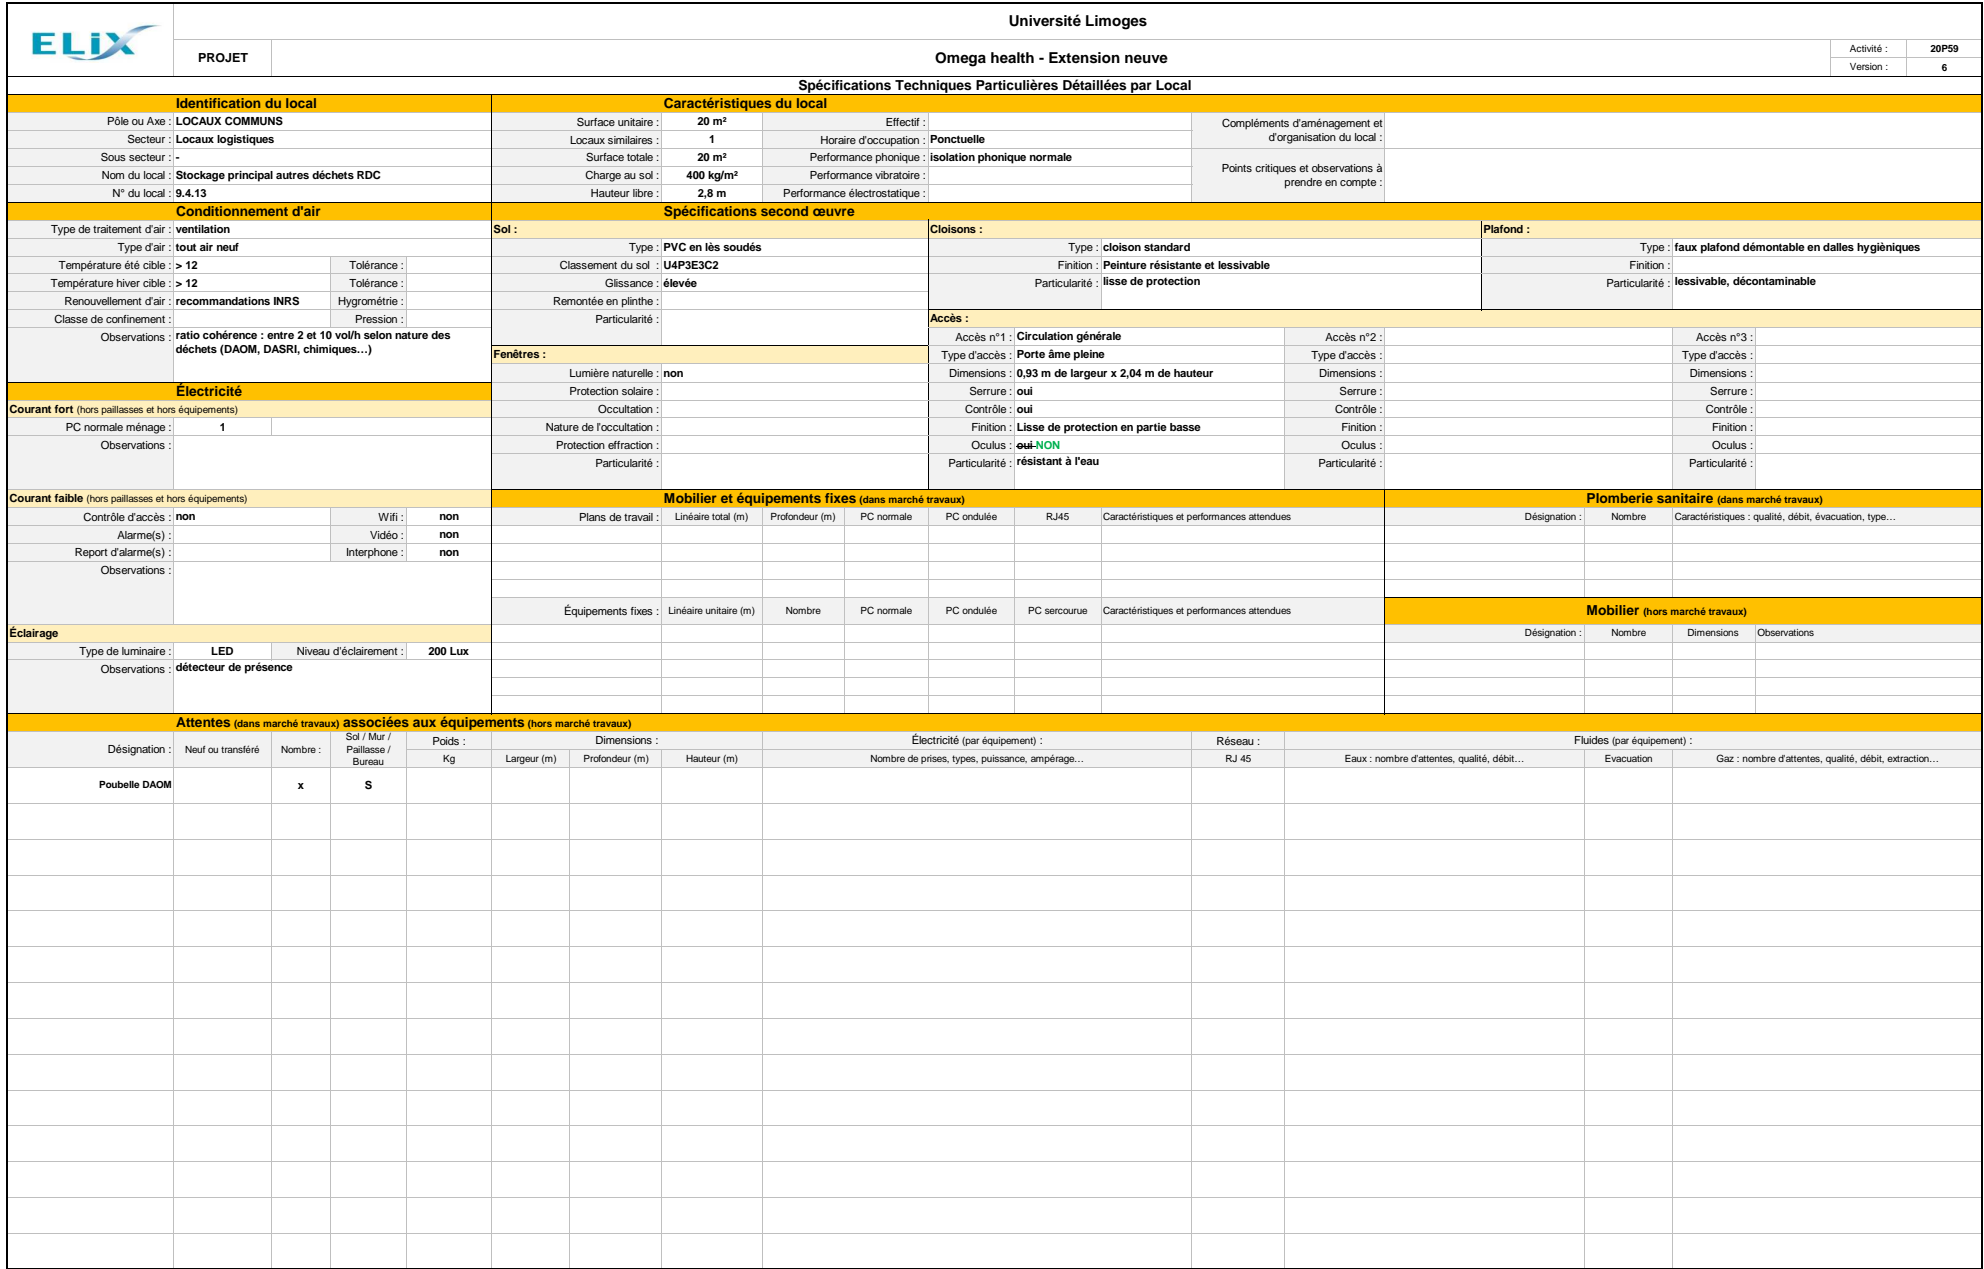 ELiX
Université Limoges
PROJET
Omega health - Extension neuve
Activité : 20P59
Version : 6
Spécifications Techniques Particulières Détaillées par Local
Identification du local
Pôle ou Axe : LOCAUX COMMUNS
Secteur : Locaux logistiques
Sous secteur : -
Nom du local : Stockage principal autres déchets RDC
N° du local : 9.4.13
Caractéristiques du local
Surface unitaire : 20 m² Effectif :
Locaux similaires : 1 Horaire d'occupation : Ponctuelle
Surface totale : 20 m² Performance phonique : isolation phonique normale
Charge au sol : 400 kg/m² Performance vibratoire :
Hauteur libre : 2,8 m Performance électrostatique :
Compléments d'aménagement et
d'organisation du local :
Points critiques et observations à
prendre en compte :
Conditionnement d'air
Type de traitement d'air : ventilation
Type d'air : tout air neuf
Température été cible : > 12 Tolérance :
Température hiver cible : > 12 Tolérance :
Renouvellement d'air : recommandations INRS Hygrométrie :
Classe de confinement : Pression :
Observations : ratio cohérence : entre 2 et 10 vol/h selon nature des
déchets (DAOM, DASRI, chimiques…)
Spécifications second œuvre
Sol :
Type : PVC en lès soudés
Classement du sol : U4P3E3C2
Glissance : élevée
Remontée en plinthe :
Particularité :
Cloisons :
Type : cloison standard
Finition : Peinture résistante et lessivable
Particularité : lisse de protection
Plafond :
Type : faux plafond démontable en dalles hygièniques
Finition :
Particularité : lessivable, décontaminable
Fenêtres :
Lumière naturelle : non
Protection solaire :
Occultation :
Nature de l'occultation :
Protection effraction :
Particularité :
Accès :
Accès n°1 : Circulation générale Accès n°2 : Accès n°3 :
Type d'accès : Porte âme pleine Type d'accès : Type d'accès :
Dimensions : 0,93 m de largeur x 2,04 m de hauteur Dimensions : Dimensions :
Serrure : oui Serrure : Serrure :
Contrôle : oui Contrôle : Contrôle :
Finition : Lisse de protection en partie basse Finition : Finition :
Oculus : oui NON Oculus : Oculus :
Particularité : résistant à l'eau Particularité : Particularité :
Électricité
Courant fort (hors paillasses et hors équipements)
PC normale ménage : 1
Observations :
Courant faible (hors paillasses et hors équipements)
Contrôle d'accès : non Wifi : non
Alarme(s) : Vidéo : non
Report d'alarme(s) : Interphone : non
Observations :
Éclairage
Type de luminaire : LED Niveau d'éclairement : 200 Lux
Observations : détecteur de présence
Mobilier et équipements fixes (dans marché travaux)
Plans de travail : Linéaire total (m) Profondeur (m) PC normale PC ondulée RJ45 Caractéristiques et performances attendues
Équipements fixes : Linéaire unitaire (m) Nombre PC normale PC ondulée PC sercourue Caractéristiques et performances attendues
Plomberie sanitaire (dans marché travaux)
Désignation : Nombre Caractéristiques : qualité, débit, évacuation, type…
Mobilier (hors marché travaux)
Désignation : Nombre Dimensions Observations
Attentes (dans marché travaux) associées aux équipements (hors marché travaux)
Désignation : Neuf ou transféré Nombre : Sol / Mur /
Paillasse /
Bureau
Poids : Dimensions : Électricité (par équipement) : Réseau : Fluides (par équipement) :
Kg Largeur (m) Profondeur (m) Hauteur (m) Nombre de prises, types, puissance, ampérage… RJ 45 Eaux : nombre d'attentes, qualité, débit… Evacuation Gaz : nombre d'attentes, qualité, débit, extraction…
Poubelle DAOM x S